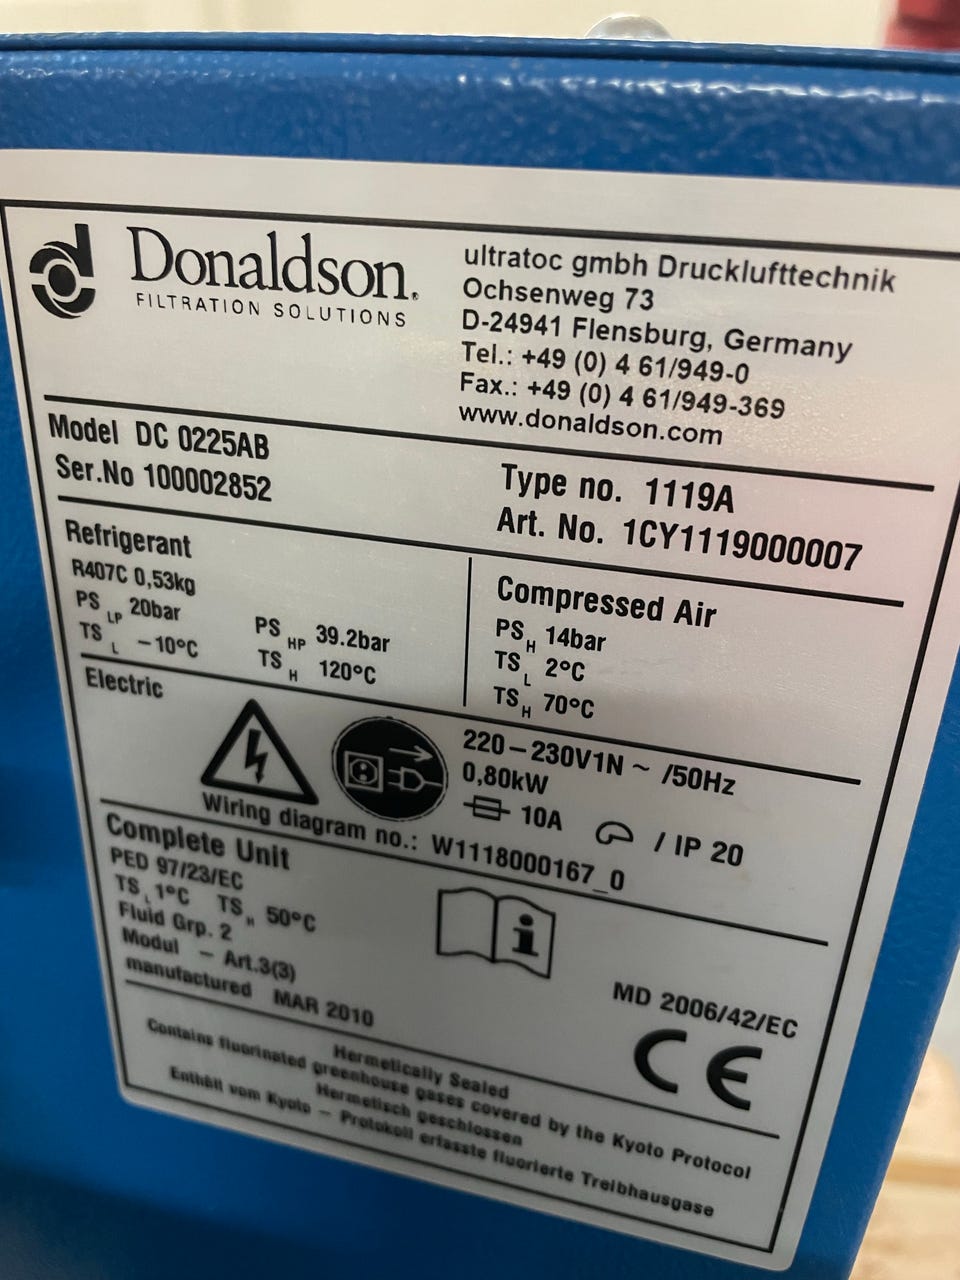 Donaldson.
FILTRATION SOLUTIONS
ultratoc gmbh Drucklufttechnik
Ochsenweg 73
D-24941 Flensburg, Germany
Tel.: +49 (0) 4 61/949-0
Fax.: +49 (0) 4 61/949-369
www.donaldson.com
Model DC 0225AB
Ser.No 100002852
Type no. 1119A
Art. No. 1CY1119000007
Refrigerant
R407C 0,53kg
PS LP 20bar PS HP 39.2bar
TS L -10°C TS H 120°C
Compressed Air
PS H 14bar
TS L 2°C
TS H 70°C
Electric
220-230V1N ~ /50Hz
0,80kW
10A / IP 20
Wiring diagram no.: W1118000167_0
Complete Unit
PED 97/23/EC
TS L 1°C TS H 50°C
Fluid Grp. 2
Modul - Art.3(3)
manufactured MAR 2010
i
MD 2006/42/EC
CE
Hermetically Sealed
Contains fluorinated greenhouse gases covered by the Kyoto Protocol
Hermetisch geschlossen
Enthält vom Kyoto - Protokoll erfasste fluorierte Treibhausgase